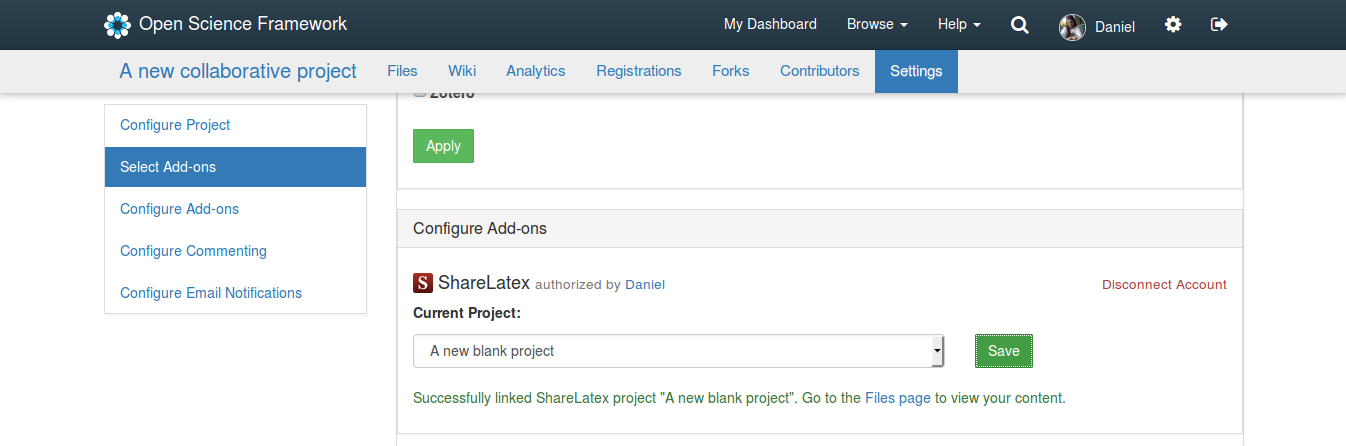 Open Science Framework My Dashboard Browse Help Daniel
A new collaborative project Files Wiki Analytics Registrations Forks Contributors Settings
Zotero
Configure Project
Select Add-ons
Configure Add-ons
Configure Commenting
Configure Email Notifications
Apply
Configure Add-ons
S ShareLatex authorized by Daniel Disconnect Account
Current Project:
A new blank project Save
Successfully linked ShareLatex project "A new blank project". Go to the Files page to view your content.